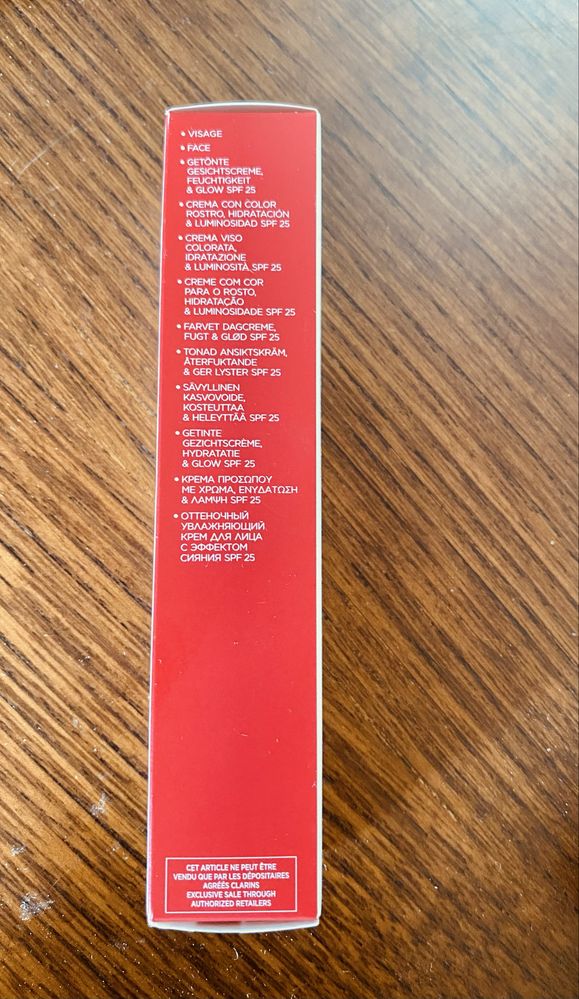 • VISAGE
• FACE
• GETÖNTE
GESICHTSCREME,
FEUCHTIGKEIT
& GLOW SPF 25
• CREMA CON COLOR
ROSTRO, HIDRATACIÓN
& LUMINOSIDAD SPF 25
• CREMA VISO
COLORATA,
IDRATAZIONE
& LUMINOSITÀ SPF 25
• CREME COM COR
PARA O ROSTO,
HIDRATAÇÃO
& LUMINOSIDADE SPF 25
• FARVET DAGCREME,
FUGT & GLØD SPF 25
• TONAD ANSIKTSKRÄM,
ÅTERFUKTANDE
& GER LYSTER SPF 25
• SÄVYLLINEN
KASVOVOIDE,
KOSTEUTTAA
& HELEYTTÄÄ SPF 25
• GETINTE
GEZICHTSCRÈME,
HYDRATATIE
& GLOW SPF 25
• ΚΡΕΜΑ ΠΡΟΣΩΠΟΥ
ΜΕ ΧΡΩΜΑ, ΕΝΥΔΑΤΩΣΗ
& ΛΑΜΨΗ SPF 25
• ОТТЕНОЧНЫЙ
УВЛАЖНЯЮЩИЙ
КРЕМ ДЛЯ ЛИЦА
С ЭФФЕКТОМ
СИЯНИЯ SPF 25
CET ARTICLE NE PEUT ÊTRE
VENDU QUE PAR LES DÉPOSITAIRES
AGRÉÉS CLARINS
EXCLUSIVE SALE THROUGH
AUTHORIZED RETAILERS